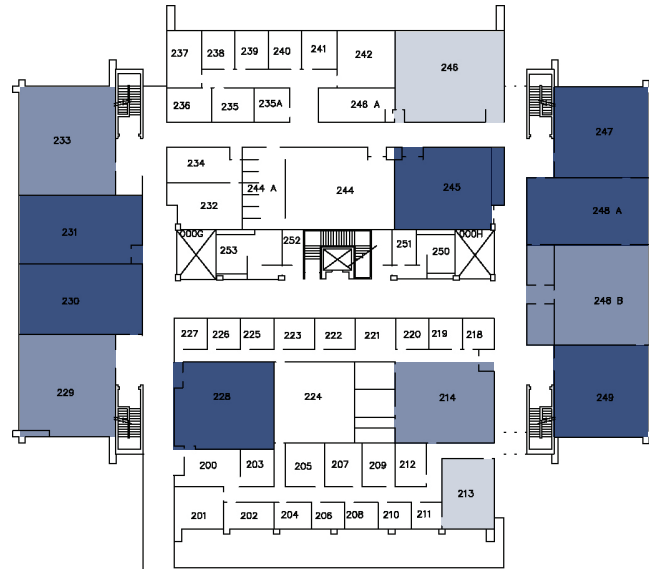 237 238 239 240 241 242 246
236 235 235A 246 A
233 247
234 244 A 244 245
232 231 248 A
000G 253 252 251 250 000H
230 248 B
227 226 225 223 222 221 220 219 218
229 228 224 214 249
200 203 205 207 209 212
213
201 202 204 206 208 210 211